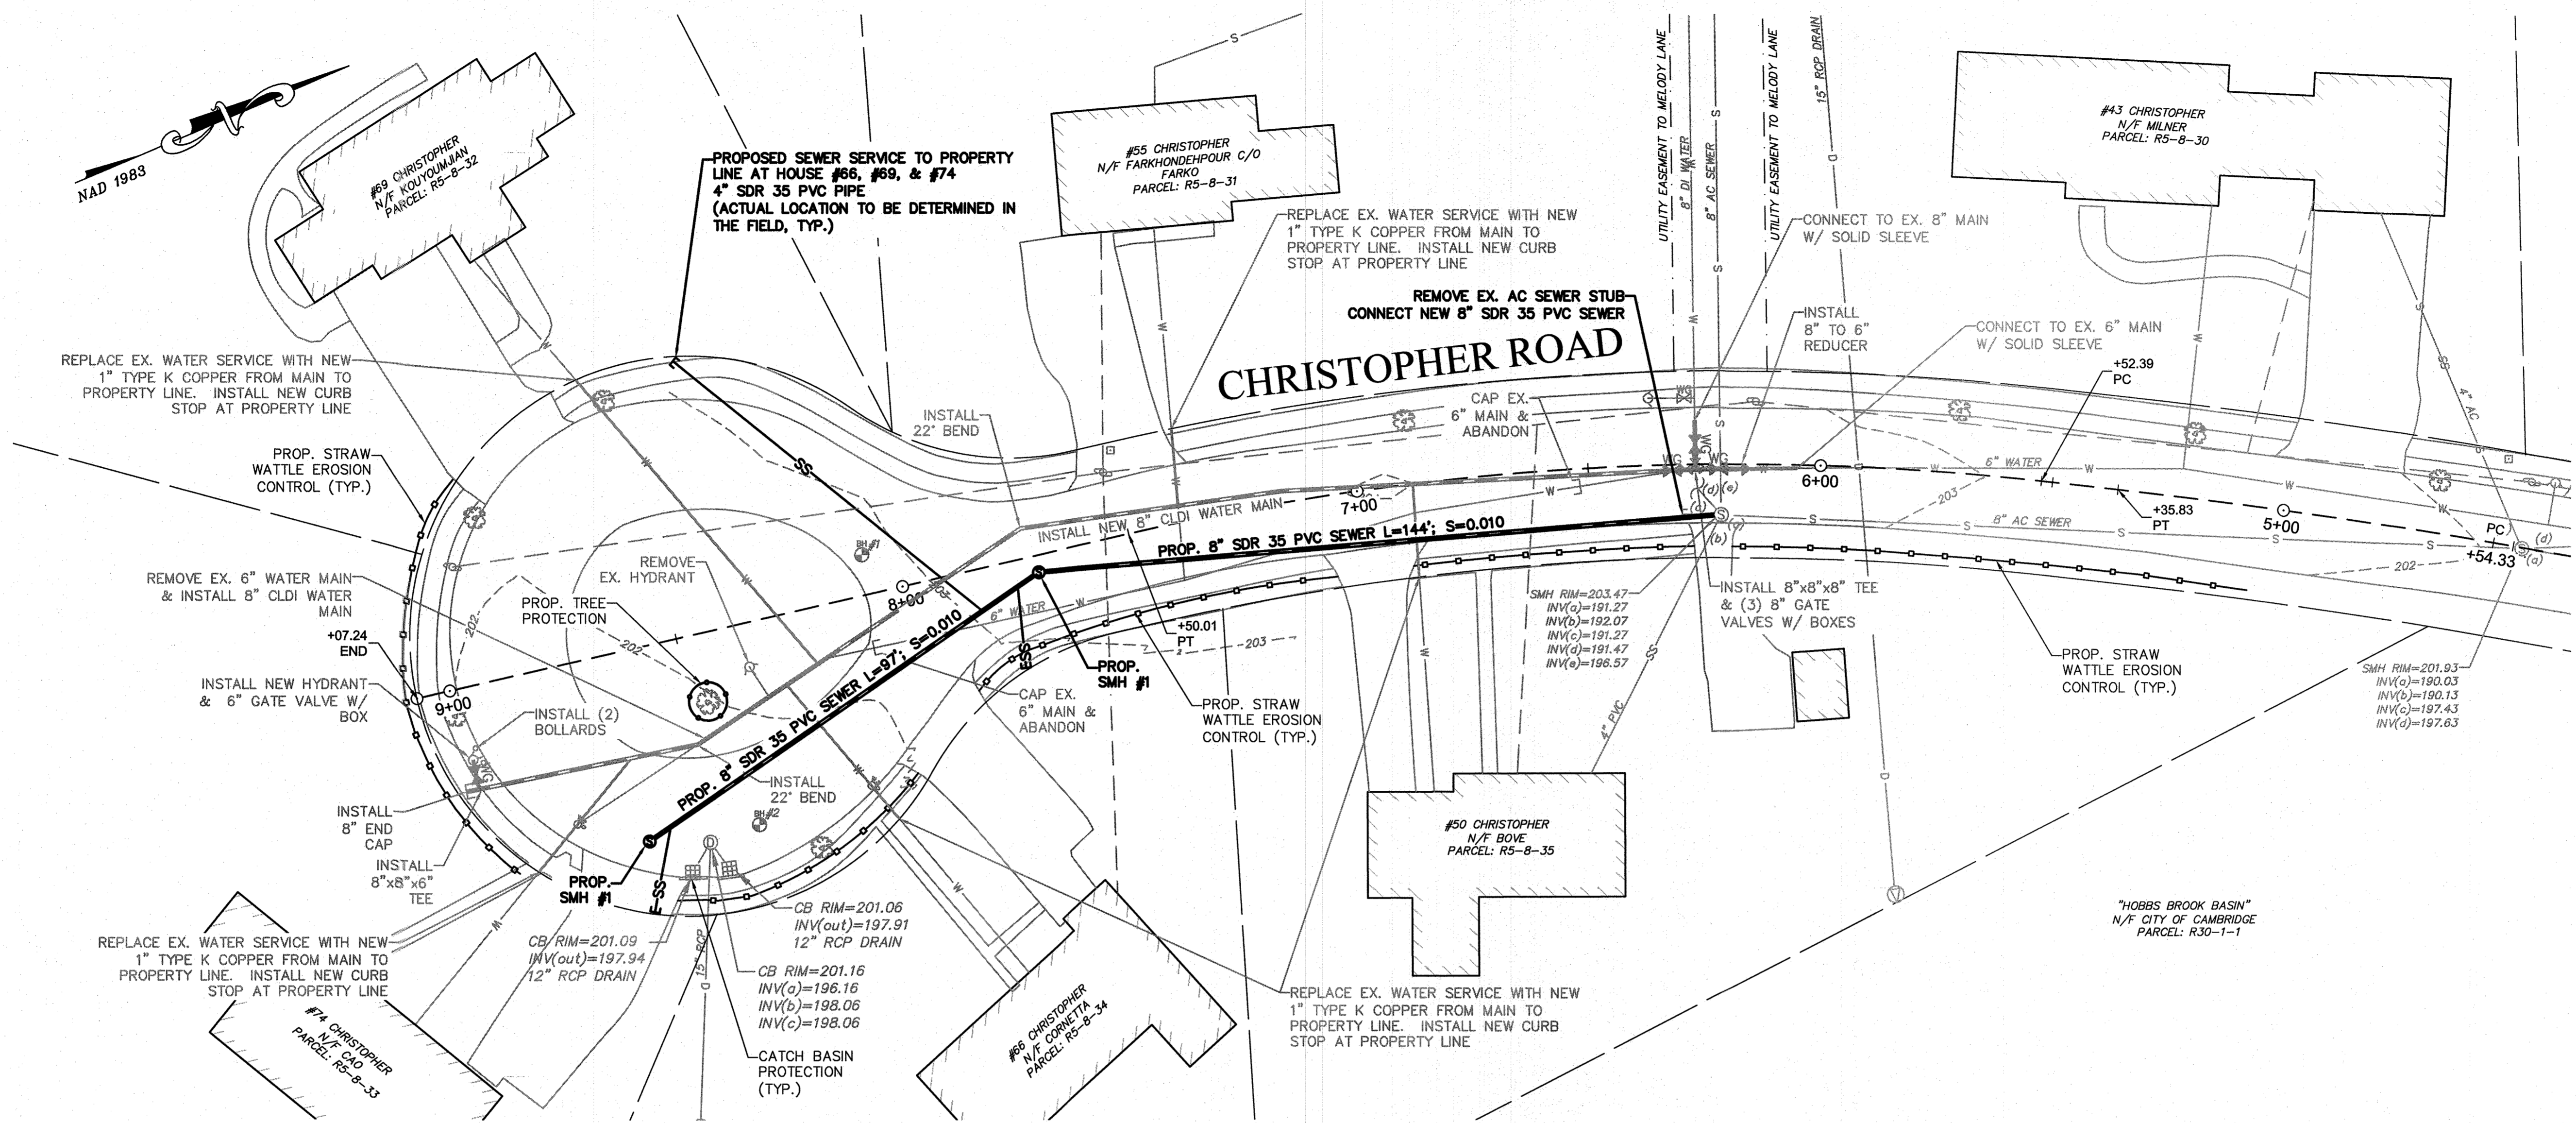 NAD 1983
#69 CHRISTOPHER
N/F KOUYOUMJIAN
PARCEL: R5-8-32
PROPOSED SEWER SERVICE TO PROPERTY
LINE AT HOUSE #66, #69, & #74
4" SDR 35 PVC PIPE
(ACTUAL LOCATION TO BE DETERMINED IN
THE FIELD, TYP.)
S
#55 CHRISTOPHER
N/F FARKHONDEHPOUR C/O
FARKO
PARCEL: R5-8-31
REPLACE EX. WATER SERVICE WITH NEW
1" TYPE K COPPER FROM MAIN TO
PROPERTY LINE. INSTALL NEW CURB
STOP AT PROPERTY LINE
UTILITY EASEMENT TO MELODY LANE
8" DI WATER
8" AC SEWER
UTILITY EASEMENT TO MELODY LANE
15" RCP DRAIN
#43 CHRISTOPHER
N/F MILNER
PARCEL: R5-8-30
CONNECT TO EX. 8" MAIN
W/ SOLID SLEEVE
REMOVE EX. AC SEWER STUB
CONNECT NEW 8" SDR 35 PVC SEWER
INSTALL
8" TO 6"
REDUCER
CONNECT TO EX. 6" MAIN
W/ SOLID SLEEVE
CHRISTOPHER ROAD
+52.39
PC
SS
4" AC
REPLACE EX. WATER SERVICE WITH NEW
1" TYPE K COPPER FROM MAIN TO
PROPERTY LINE. INSTALL NEW CURB
STOP AT PROPERTY LINE
INSTALL
22° BEND
CAP EX.
6" MAIN &
ABANDON
PROP. STRAW
WATTLE EROSION
CONTROL (TYP.)
SS
WG
WG
WG
6" WATER
6+00
7+00
INSTALL NEW 8" CLDI WATER MAIN
PROP. 8" SDR 35 PVC SEWER L=144'; S=0.010
(d)
(e)
(c)
(b)
203
8" AC SEWER
+35.83
PT
5+00
PC
+54.33
(d)
(a)
202
BH #1
REMOVE
EX. HYDRANT
REMOVE EX. 6" WATER MAIN
& INSTALL 8" CLDI WATER
MAIN
PROP. TREE
PROTECTION
8+00
6" WATER
202
202
+07.24
END
+50.01
PT
203
ESS
PROP.
SMH #1
SMH RIM=203.47
INV(a)=191.27
INV(b)=192.07
INV(c)=191.27
INV(d)=191.47
INV(e)=196.57
INSTALL 8"x8"x8" TEE
& (3) 8" GATE
VALVES W/ BOXES
PROP. STRAW
WATTLE EROSION
CONTROL (TYP.)
SMH RIM=201.93
INV(a)=190.03
INV(b)=190.13
INV(c)=197.43
INV(d)=197.63
INSTALL NEW HYDRANT
& 6" GATE VALVE W/
BOX
9+00
INSTALL (2)
BOLLARDS
PROP. 8" SDR 35 PVC SEWER L=97'; S=0.010
CAP EX.
6" MAIN &
ABANDON
PROP. STRAW
WATTLE EROSION
CONTROL (TYP.)
4" PVC
SS
WG
INSTALL
22° BEND
BH #2
INSTALL
8" END
CAP
INSTALL
8"x8"x6"
TEE
PROP.
SMH #1
E-SS
#50 CHRISTOPHER
N/F BOVE
PARCEL: R5-8-35
CB RIM=201.06
INV(out)=197.91
12" RCP DRAIN
CB RIM=201.09
INV(out)=197.94
12" RCP DRAIN
15" RCP
CB RIM=201.16
INV(a)=196.16
INV(b)=198.06
INV(c)=198.06
CATCH BASIN
PROTECTION
(TYP.)
REPLACE EX. WATER SERVICE WITH NEW
1" TYPE K COPPER FROM MAIN TO
PROPERTY LINE. INSTALL NEW CURB
STOP AT PROPERTY LINE
#74 CHRISTOPHER
N/F CAO
PARCEL: R5-8-33
#66 CHRISTOPHER
N/F CORNETTA
PARCEL: R5-8-34
REPLACE EX. WATER SERVICE WITH NEW
1" TYPE K COPPER FROM MAIN TO
PROPERTY LINE. INSTALL NEW CURB
STOP AT PROPERTY LINE
"HOBBS BROOK BASIN"
N/F CITY OF CAMBRIDGE
PARCEL: R30-1-1